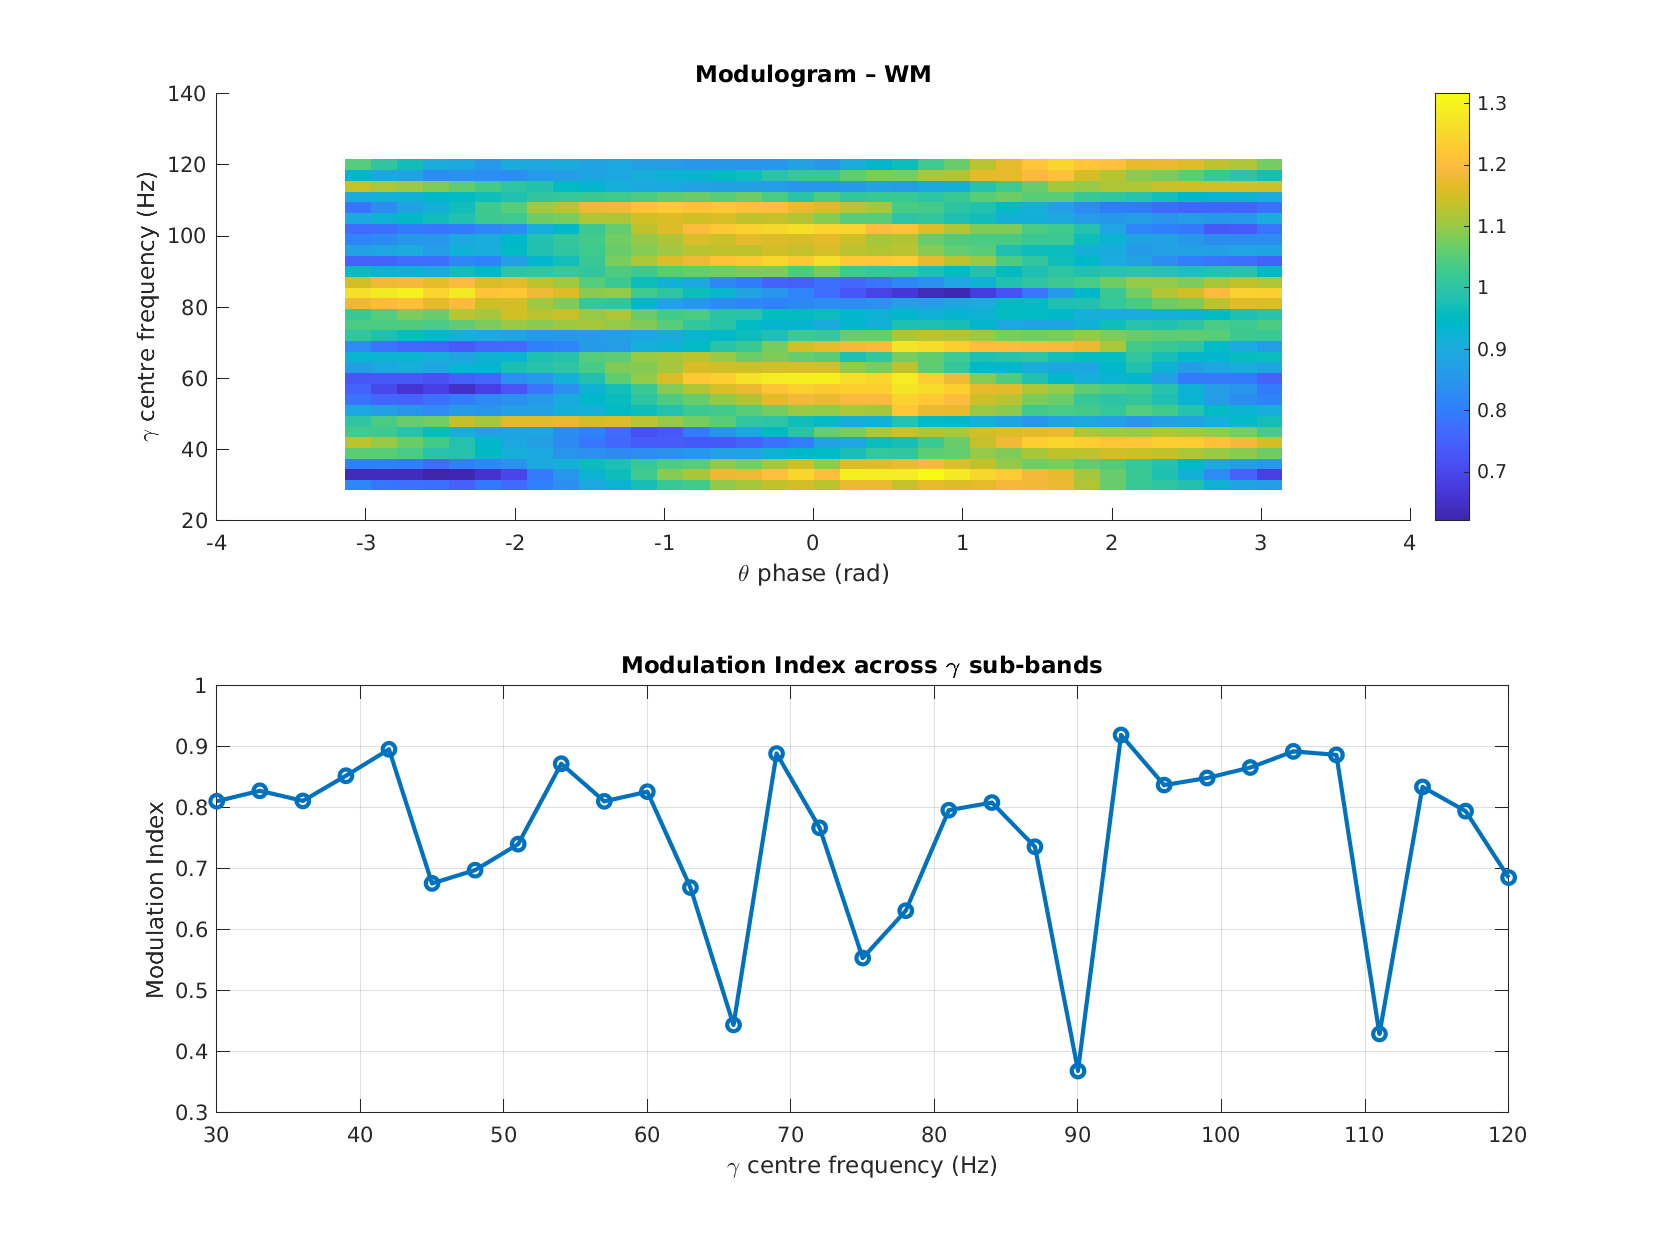 Modulogram – WM
140
120
100
80
60
40
20
γ centre frequency (Hz)
-4 -3 -2 -1 0 1 2 3 4
θ phase (rad)
1.3
1.2
1.1
1
0.9
0.8
0.7
Modulation Index across γ sub-bands
1
0.9
0.8
0.7
0.6
0.5
0.4
0.3
Modulation Index
30 40 50 60 70 80 90 100 110 120
γ centre frequency (Hz)